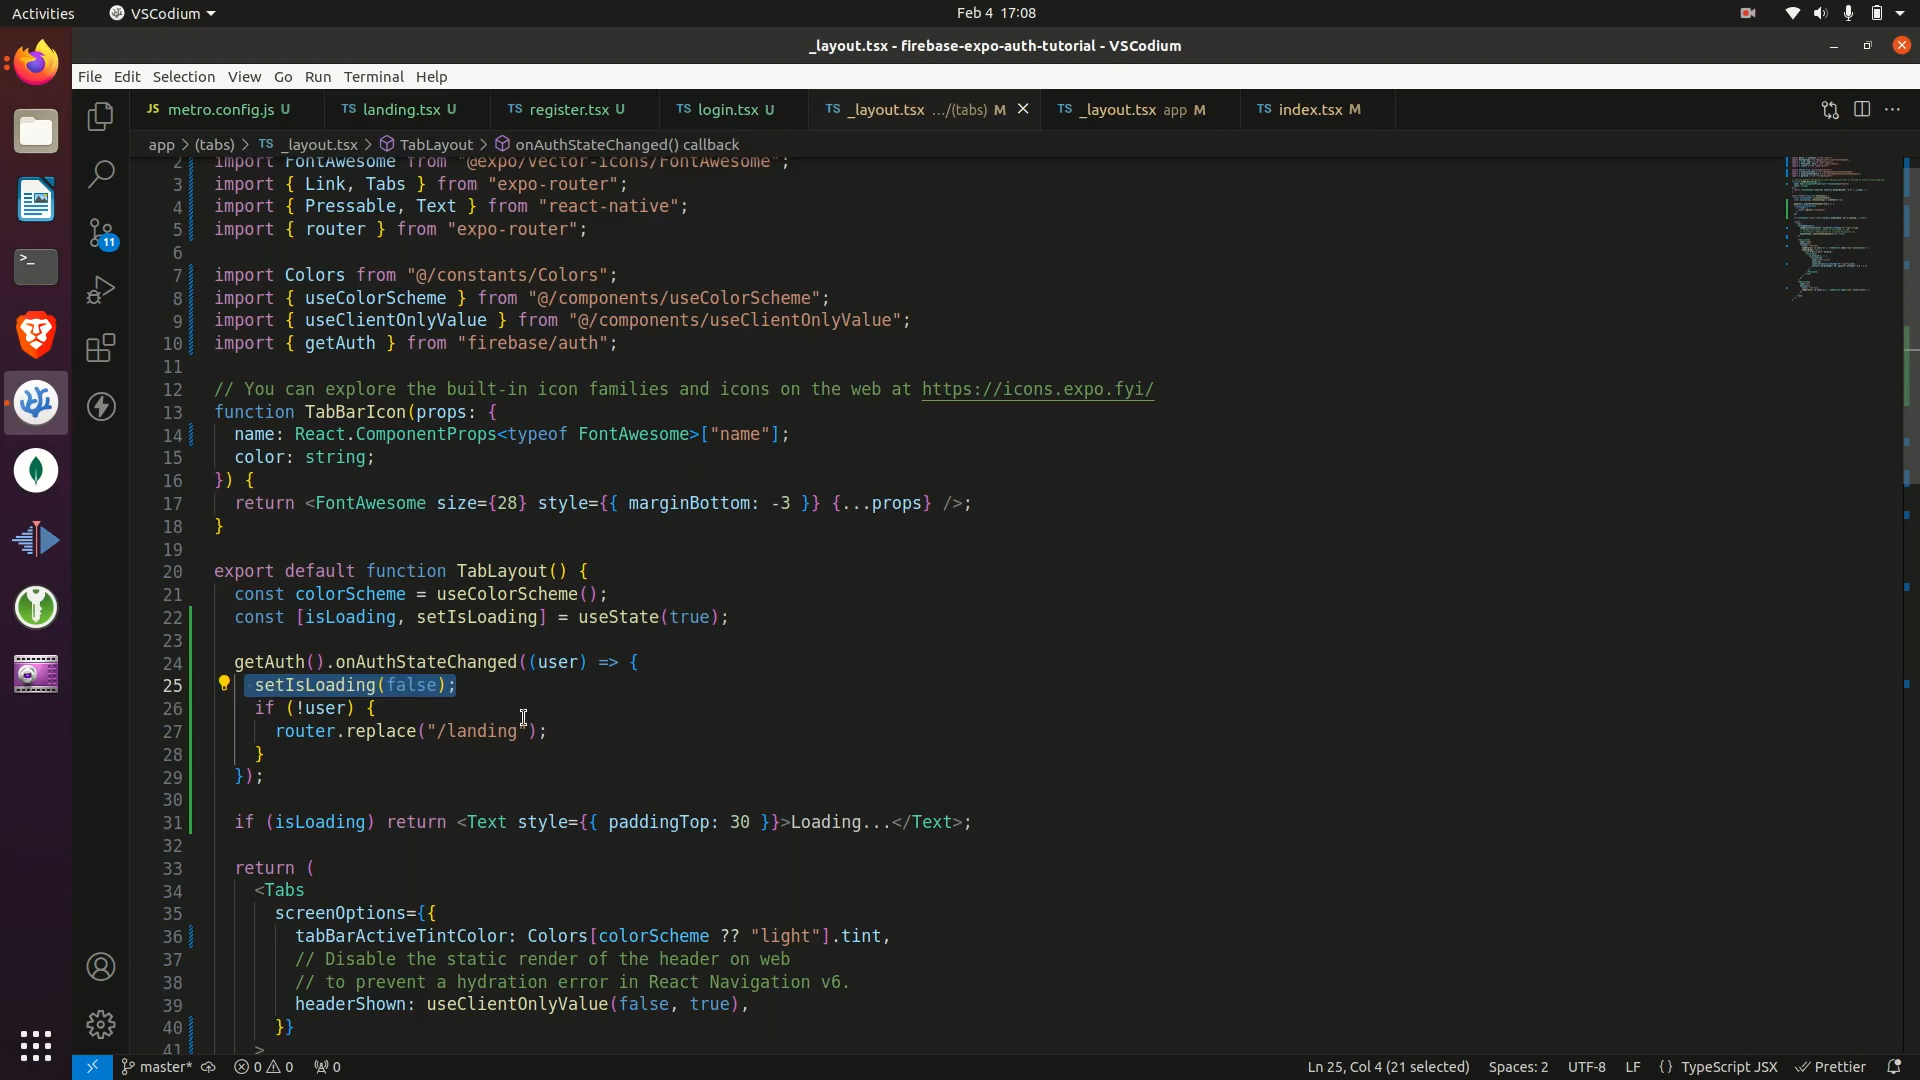 Activities
VSCodium
Feb 4 17:08
_layout.tsx - firebase-expo-auth-tutorial - VSCodium
File Edit Selection View Go Run Terminal Help
JS metro.config.js U
TS landing.tsx U
TS register.tsx U
TS login.tsx U
TS _layout.tsx .../(tabs) M
TS _layout.tsx app M
TS index.tsx M
app > (tabs) > TS _layout.tsx > TabLayout > onAuthStateChanged() callback
2 import FontAwesome from "@expo/vector-icons/FontAwesome";
3 import { Link, Tabs } from "expo-router";
4 import { Pressable, Text } from "react-native";
5 import { router } from "expo-router";
6
7 import Colors from "@/constants/Colors";
8 import { useColorScheme } from "@/components/useColorScheme";
9 import { useClientOnlyValue } from "@/components/useClientOnlyValue";
10 import { getAuth } from "firebase/auth";
11
12 // You can explore the built-in icon families and icons on the web at https://icons.expo.fyi/
13 function TabBarIcon(props: {
14 name: React.ComponentProps<typeof FontAwesome>["name"];
15 color: string;
16 }) {
17 return <FontAwesome size={28} style={{ marginBottom: -3 }} {...props} />;
18 }
19
20 export default function TabLayout() {
21 const colorScheme = useColorScheme();
22 const [isLoading, setIsLoading] = useState(true);
23
24 getAuth().onAuthStateChanged((user) => {
25 setIsLoading(false);
26 if (!user) {
27 router.replace("/landing");
28 }
29 });
30
31 if (isLoading) return <Text style={{ paddingTop: 30 }}>Loading...</Text>;
32
33 return (
34 <Tabs
35 screenOptions={{
36 tabBarActiveTintColor: Colors[colorScheme ?? "light"].tint,
37 // Disable the static render of the header on web
38 // to prevent a hydration error in React Navigation v6.
39 headerShown: useClientOnlyValue(false, true),
40 }}
41 >
11
master* 0 0 0
Ln 25, Col 4 (21 selected) Spaces: 2 UTF-8 LF {} TypeScript JSX Prettier